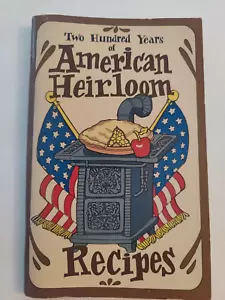 Two Hundred Years
of
American
Heirloom
Recipes